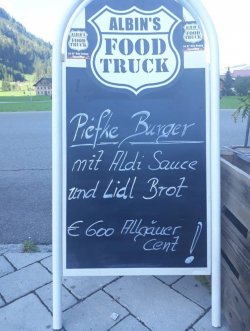 ALBIN'S
FOOD
TRUCK
Piefke Burger
mit Aldi Sauce
und Lidl Brot
€ 600 Allgäuer
cent !